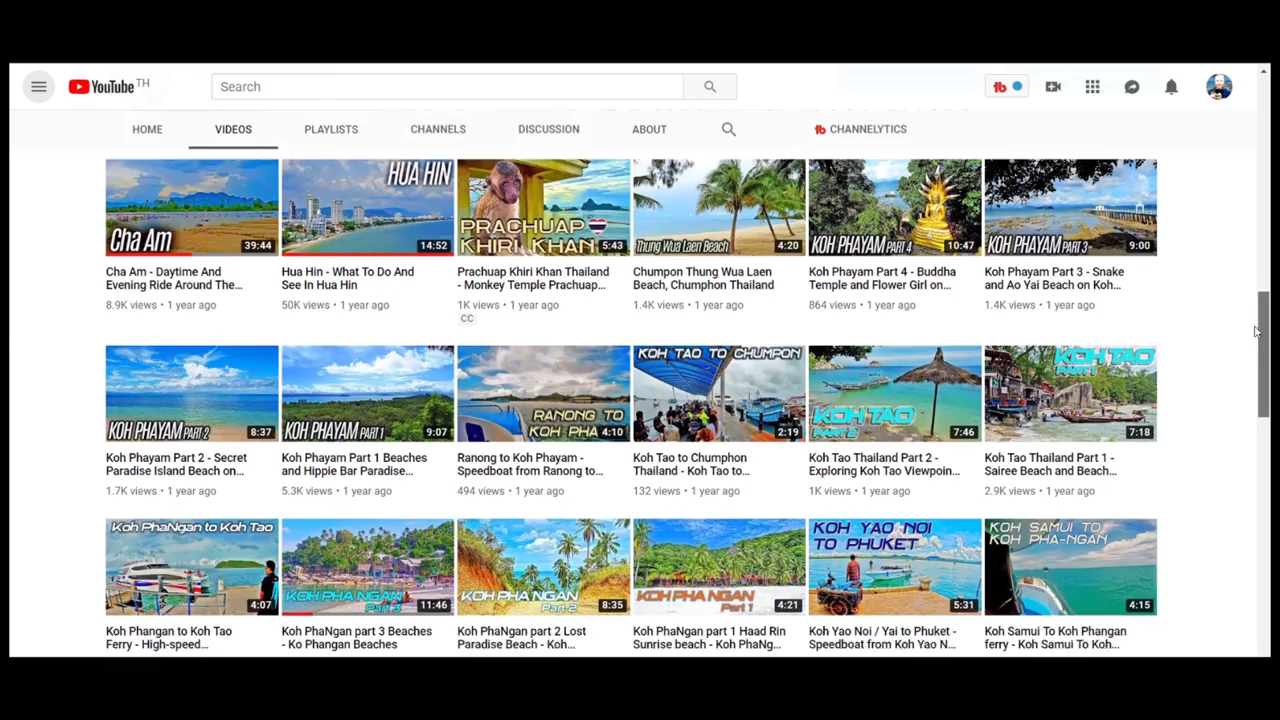 YouTube TH
Search
HOME
VIDEOS
PLAYLISTS
CHANNELS
DISCUSSION
ABOUT
CHANNELYTICS
Cha Am
39:44
HUA HIN
14:52
PRACHUAP
KHIRI KHAN
5:43
Thung Wua Laen Beach
4:20
KOH PHAYAM PART 4
10:47
KOH PHAYAM PART 3
9:00
Cha Am - Daytime And
Evening Ride Around The...
8.9K views • 1 year ago
Hua Hin - What To Do And
See In Hua Hin
50K views • 1 year ago
Prachuap Khiri Khan Thailand
- Monkey Temple Prachuap...
1K views • 1 year ago
CC
Chumpon Thung Wua Laen
Beach, Chumphon Thailand
1.4K views • 1 year ago
Koh Phayam Part 4 - Buddha
Temple and Flower Girl on...
864 views • 1 year ago
Koh Phayam Part 3 - Snake
and Ao Yai Beach on Koh...
1.4K views • 1 year ago
KOH PHAYAM PART 2
8:37
KOH PHAYAM PART 1
9:07
RANONG TO
KOH PHA
4:10
KOH TAO TO CHUMPON
2:19
KOH TAO
PART 2
7:46
KOH TAO
PART 1
7:18
Koh Phayam Part 2 - Secret
Paradise Island Beach on...
1.7K views • 1 year ago
Koh Phayam Part 1 Beaches
and Hippie Bar Paradise...
5.3K views • 1 year ago
Ranong to Koh Phayam -
Speedboat from Ranong to...
494 views • 1 year ago
Koh Tao to Chumphon
Thailand - Koh Tao to...
132 views • 1 year ago
Koh Tao Thailand Part 2 -
Exploring Koh Tao Viewpoin...
1K views • 1 year ago
Koh Tao Thailand Part 1 -
Sairee Beach and Beach...
2.9K views • 1 year ago
Koh PhaNgan to Koh Tao
4:07
KOH PHA NGAN
Part 3
11:46
KOH PHA NGAN
Part 2
8:35
KOH PHA NGAN
Part 1
4:21
KOH YAO NOI
TO PHUKET
5:31
KOH SAMUI TO
KOH PHA-NGAN
4:15
Koh Phangan to Koh Tao
Ferry - High-speed...
Koh PhaNgan part 3 Beaches
- Ko Phangan Beaches
Koh PhaNgan part 2 Lost
Paradise Beach - Koh...
Koh PhaNgan part 1 Haad Rin
Sunrise beach - Koh PhaNg...
Koh Yao Noi / Yai to Phuket -
Speedboat from Koh Yao N...
Koh Samui To Koh Phangan
ferry - Koh Samui To Koh...